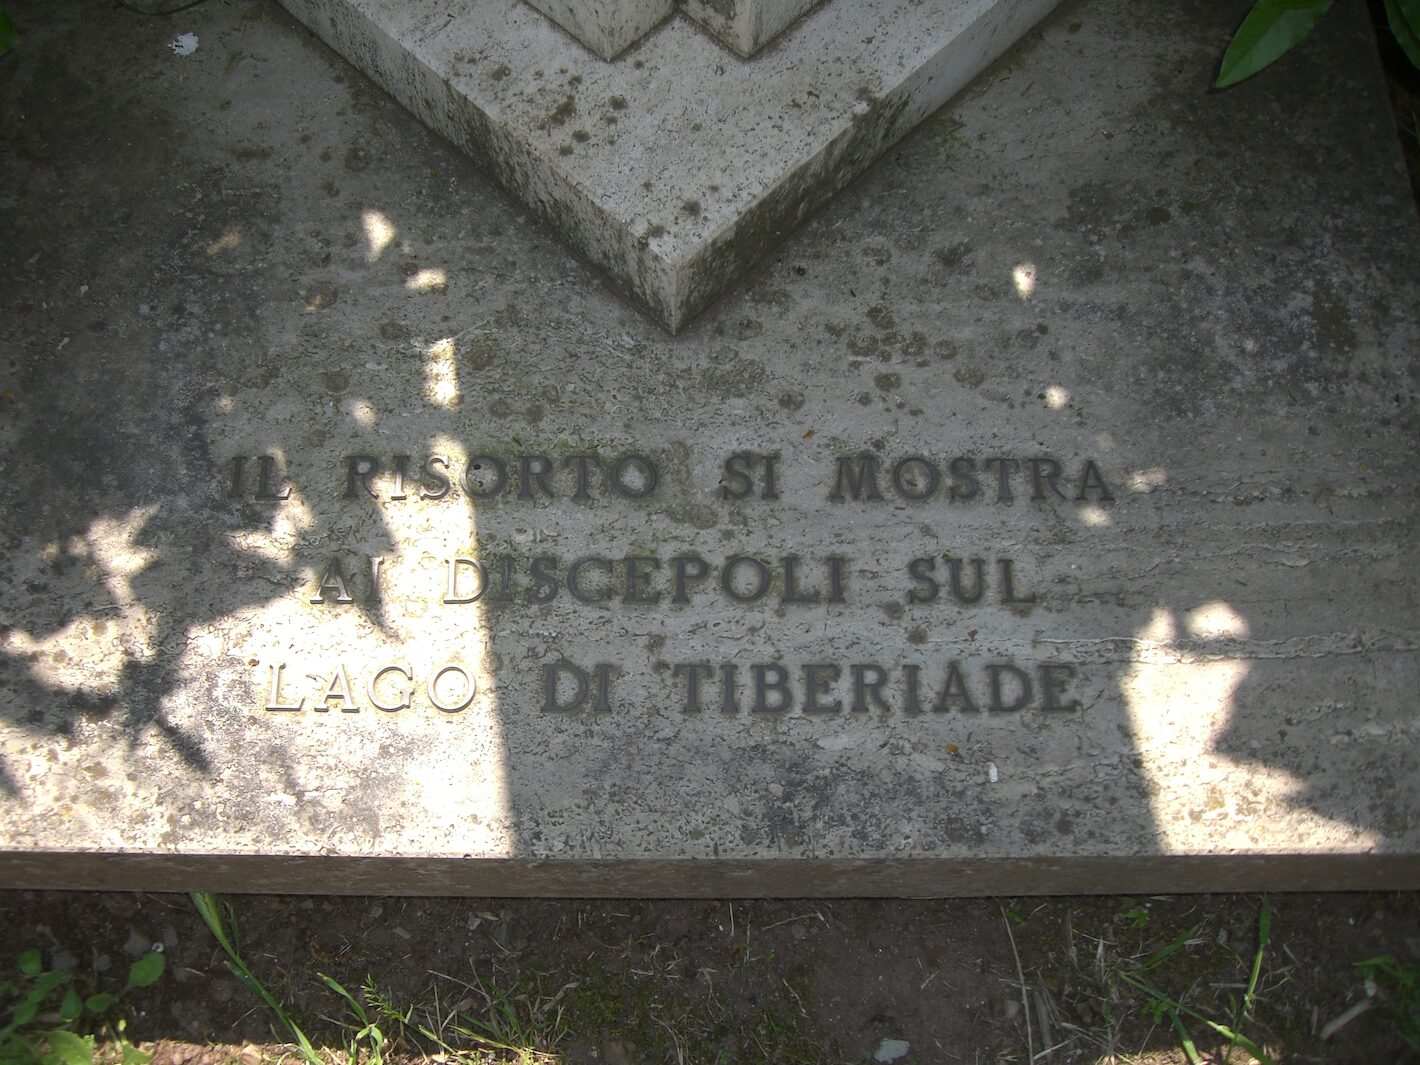 IL RISORTO SI MOSTRA
AI DISCEPOLI SUL
LAGO DI TIBERIADE